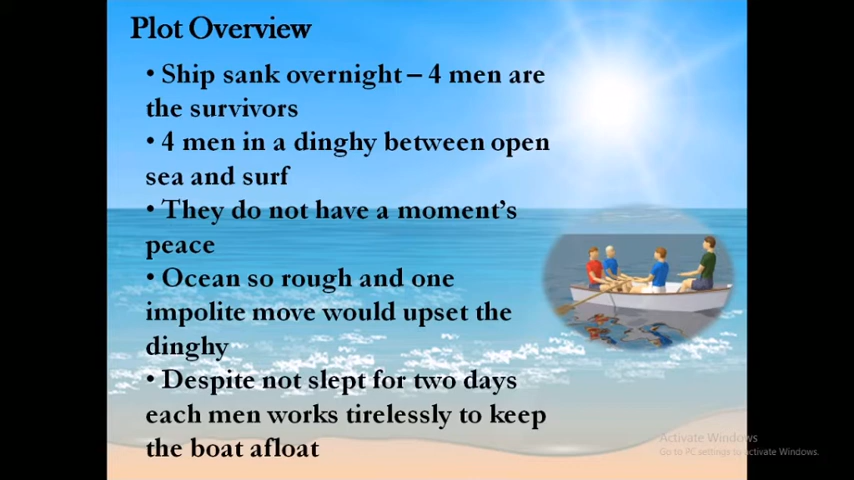 Plot Overview
• Ship sank overnight – 4 men are
the survivors
• 4 men in a dinghy between open
sea and surf
• They do not have a moment's
peace
• Ocean so rough and one
impolite move would upset the
dinghy
• Despite not slept for two days
each men works tirelessly to keep
the boat afloat
Activate Windows
Go to PC settings to activate Windows.